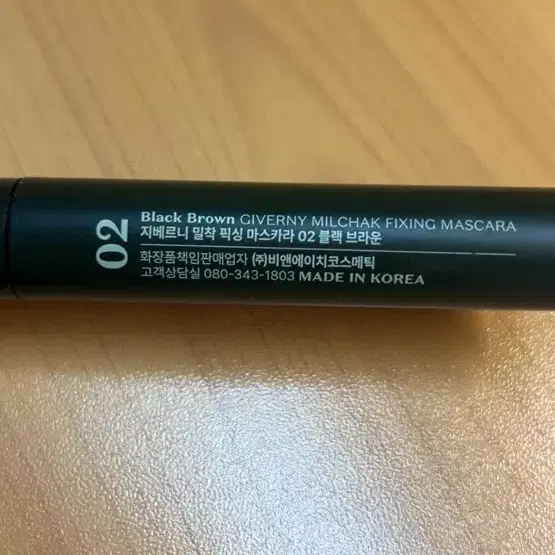 02
Black Brown GIVERNY MILCHAK FIXING MASCARA
지베르니 밀착 픽싱 마스카라 02 블랙 브라운
화장품책임판매업자 (주)비앤에이치코스메틱
고객상담실 080-343-1803 MADE IN KOREA